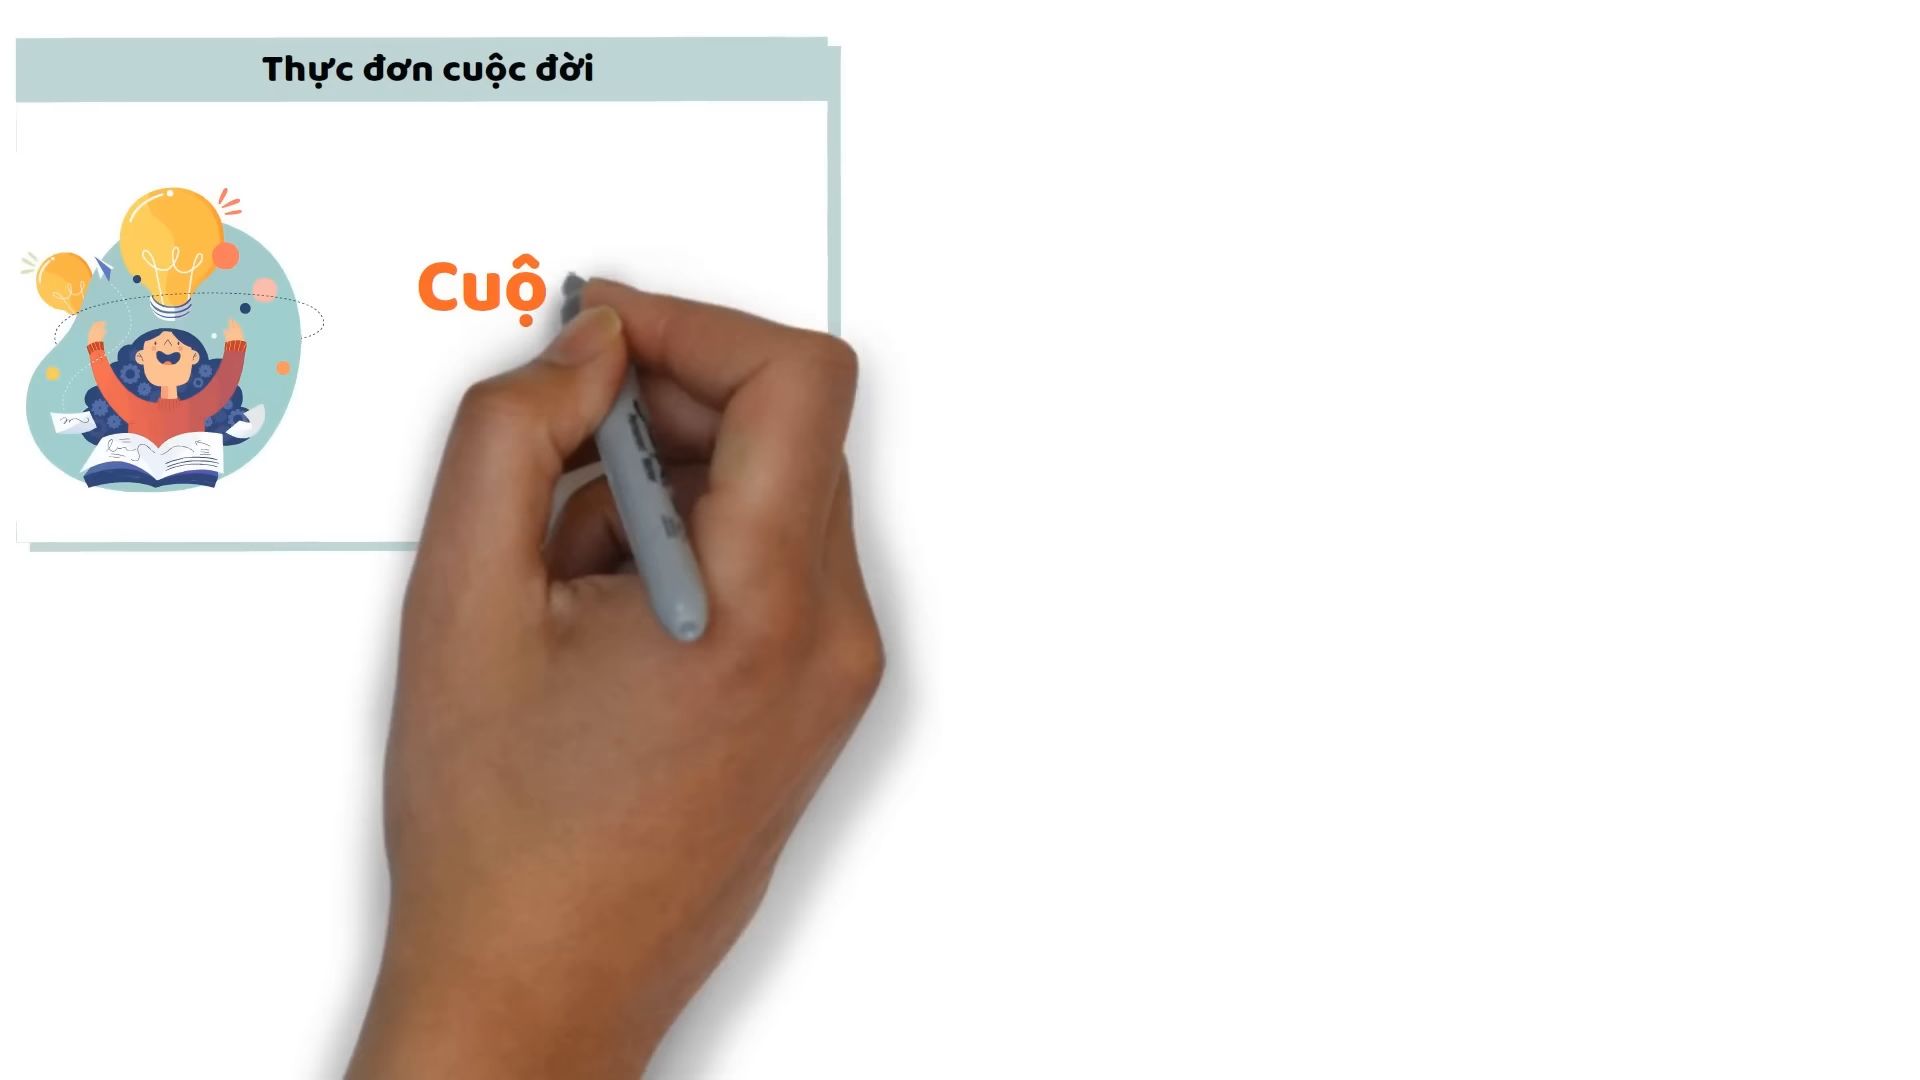 Thực đơn cuộc đời
Cuộ